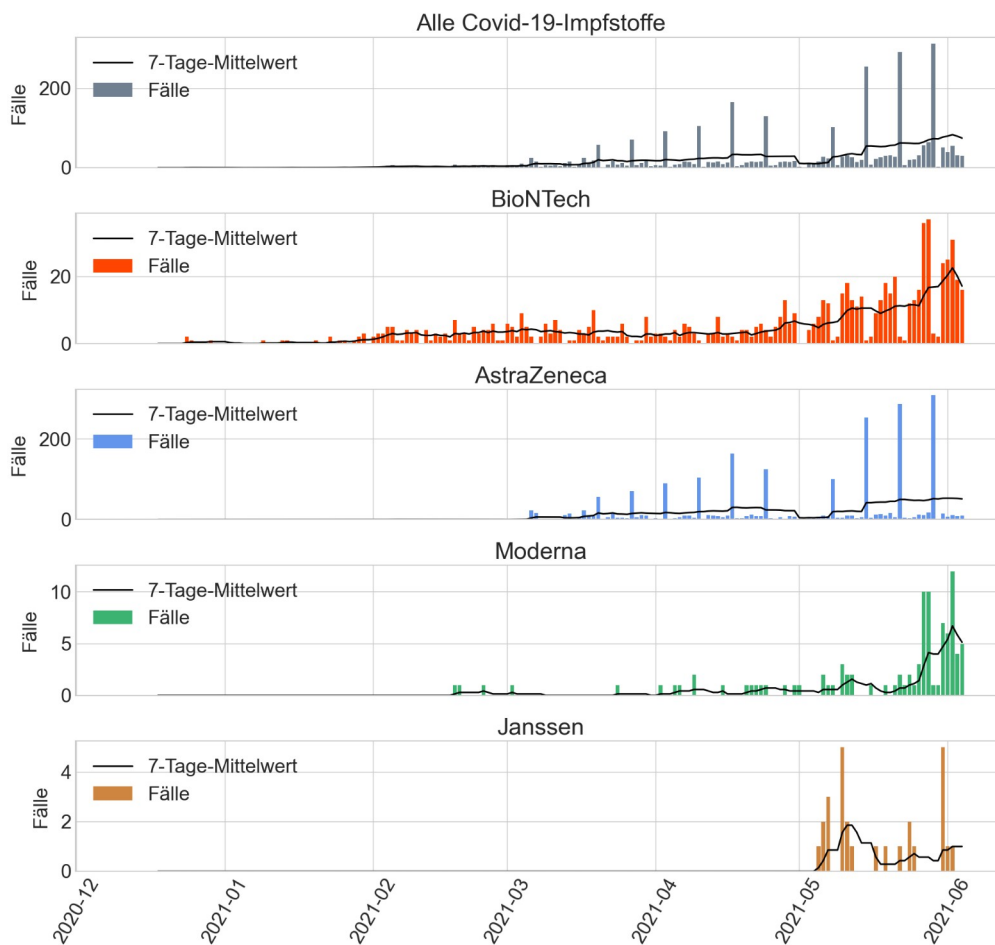 Alle Covid-19-Impfstoffe
7-Tage-Mittelwert
Fälle
Fälle
200
0
BioNTech
7-Tage-Mittelwert
Fälle
Fälle
20
0
AstraZeneca
7-Tage-Mittelwert
Fälle
Fälle
200
0
Moderna
7-Tage-Mittelwert
Fälle
Fälle
10
5
0
Janssen
7-Tage-Mittelwert
Fälle
Fälle
4
2
0
2020-12
2021-01
2021-02
2021-03
2021-04
2021-05
2021-06